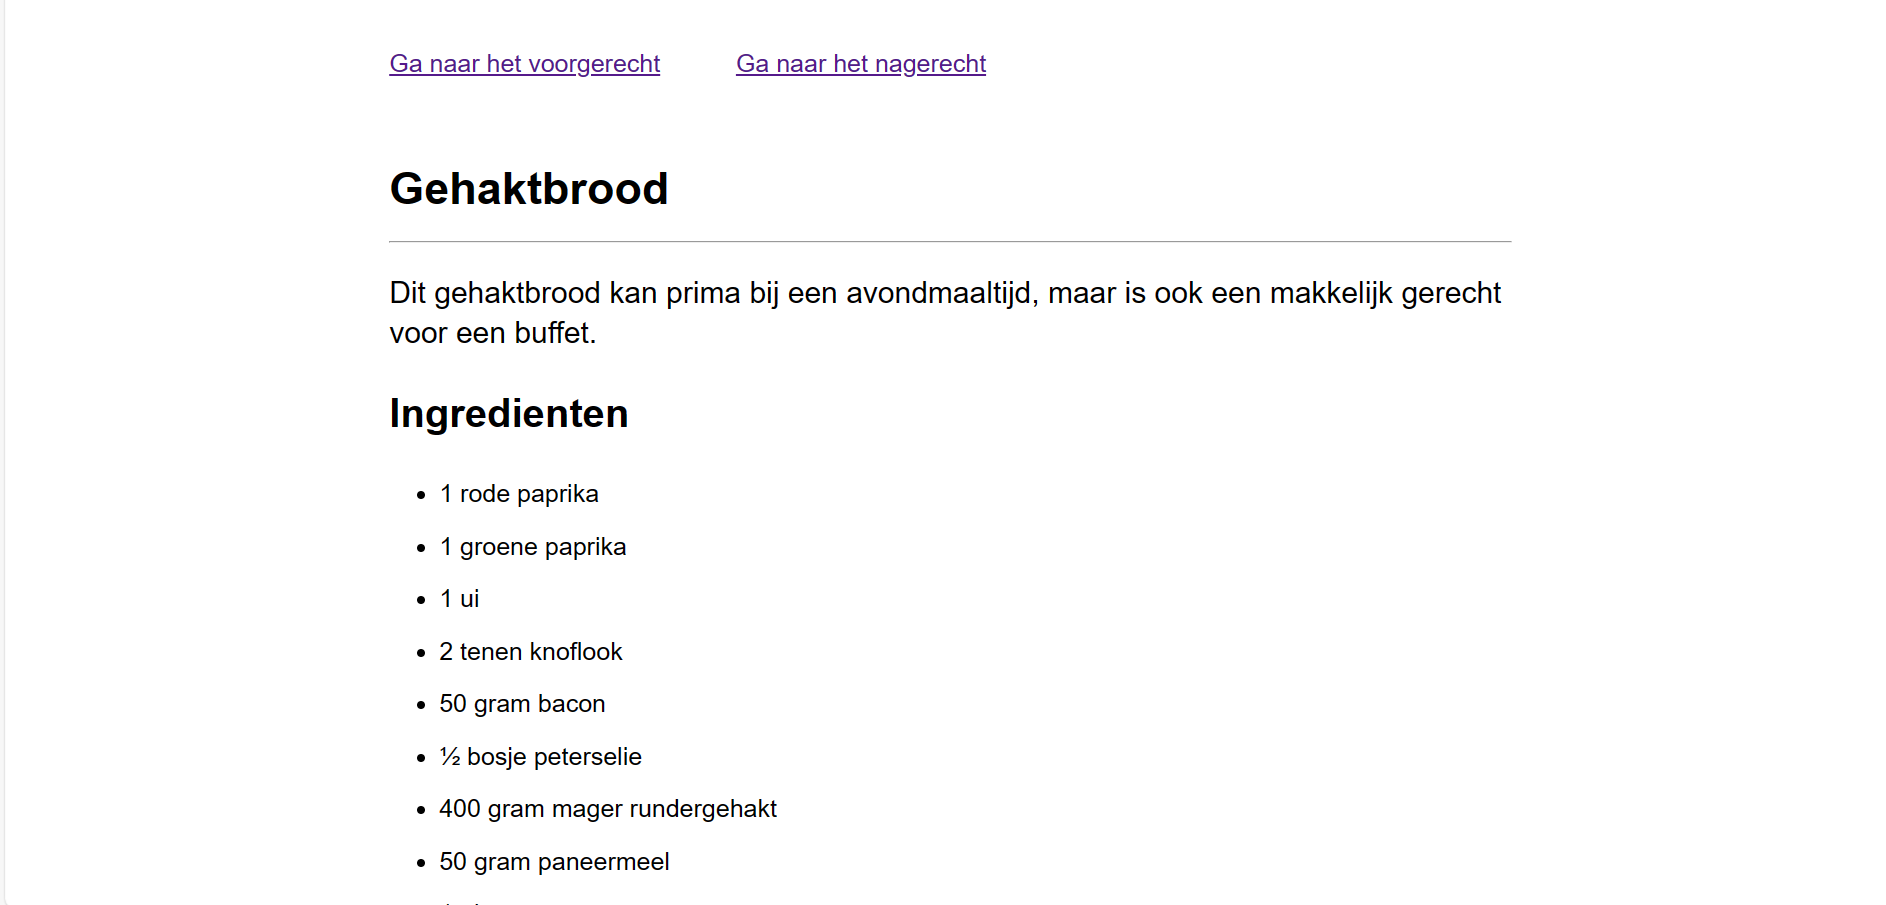 Ga naar het voorgerecht Ga naar het nagerecht
Gehaktbrood
Dit gehaktbrood kan prima bij een avondmaaltijd, maar is ook een makkelijk gerecht
voor een buffet.
Ingredienten
1 rode paprika
1 groene paprika
1 ui
2 tenen knoflook
50 gram bacon
½ bosje peterselie
400 gram mager rundergehakt
50 gram paneermeel